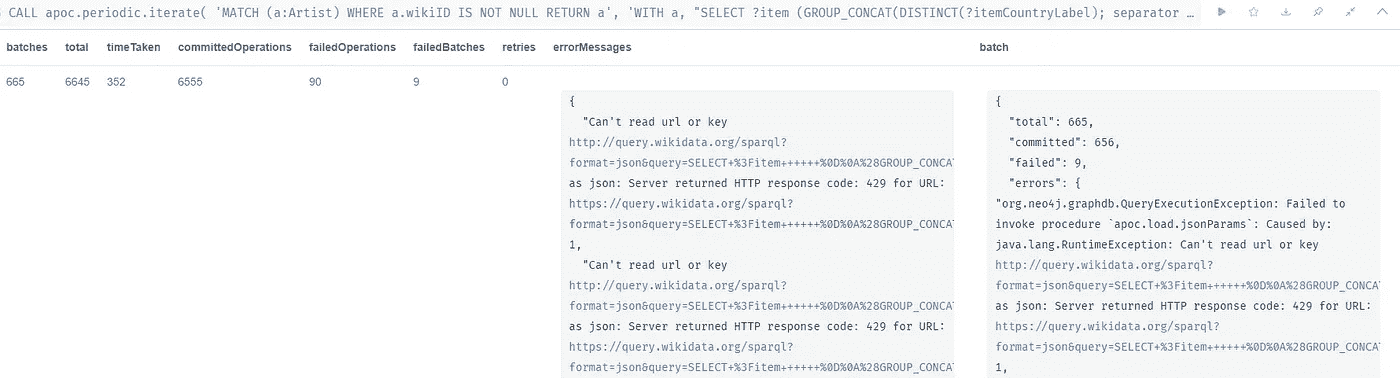 CALL apoc.periodic.iterate( 'MATCH (a:Artist) WHERE a.wikiID IS NOT NULL RETURN a', 'WITH a, "SELECT ?item (GROUP_CONCAT(DISTINCT(?itemCountryLabel); separator …
batches total timeTaken committedOperations failedOperations failedBatches retries errorMessages batch
665 6645 352 6555 90 9 0
{
"Can't read url or key
http://query.wikidata.org/sparql?
format=json&query=SELECT+%3Fitem++++++%0D%0A%28GROUP_CONCA
as json: Server returned HTTP response code: 429 for URL:
https://query.wikidata.org/sparql?
format=json&query=SELECT+%3Fitem++++++%0D%0A%28GROUP_CONCA
1,
"Can't read url or key
http://query.wikidata.org/sparql?
format=json&query=SELECT+%3Fitem++++++%0D%0A%28GROUP_CONCA
as json: Server returned HTTP response code: 429 for URL:
https://query.wikidata.org/sparql?
format=json&query=SELECT+%3Fitem++++++%0D%0A%28GROUP_CONCA
{
"total": 665,
"committed": 656,
"failed": 9,
"errors": {
"org.neo4j.graphdb.QueryExecutionException: Failed to
invoke procedure `apoc.load.jsonParams`: Caused by:
java.lang.RuntimeException: Can't read url or key
http://query.wikidata.org/sparql?
format=json&query=SELECT+%3Fitem++++++%0D%0A%28GROUP_CONCA
as json: Server returned HTTP response code: 429 for URL:
https://query.wikidata.org/sparql?
format=json&query=SELECT+%3Fitem++++++%0D%0A%28GROUP_CONCA
1,